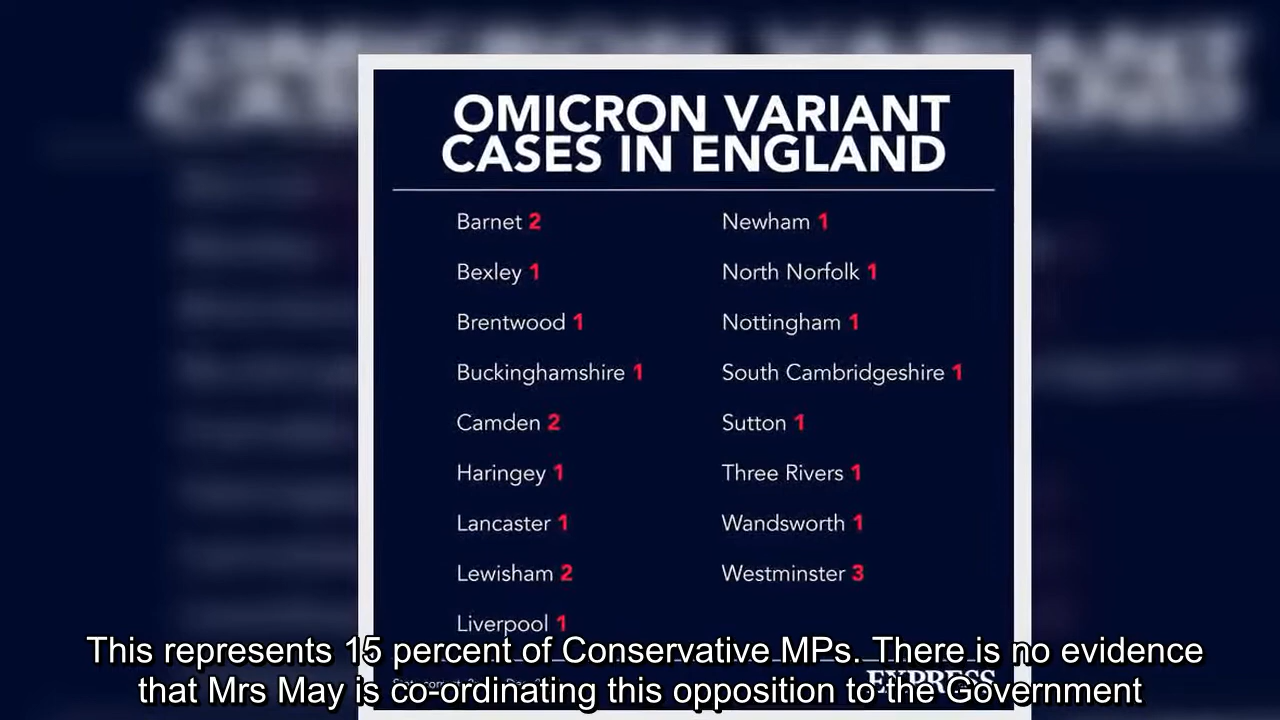 OMICRON VARIANT
CASES IN ENGLAND
Barnet 2
Bexley 1
Brentwood 1
Buckinghamshire 1
Camden 2
Haringey 1
Lancaster 1
Lewisham 2
Liverpool 1
Newham 1
North Norfolk 1
Nottingham 1
South Cambridgeshire 1
Sutton 1
Three Rivers 1
Wandsworth 1
Westminster 3
EXPRESS
This represents 15 percent of Conservative MPs. There is no evidence
that Mrs May is co-ordinating this opposition to the Government